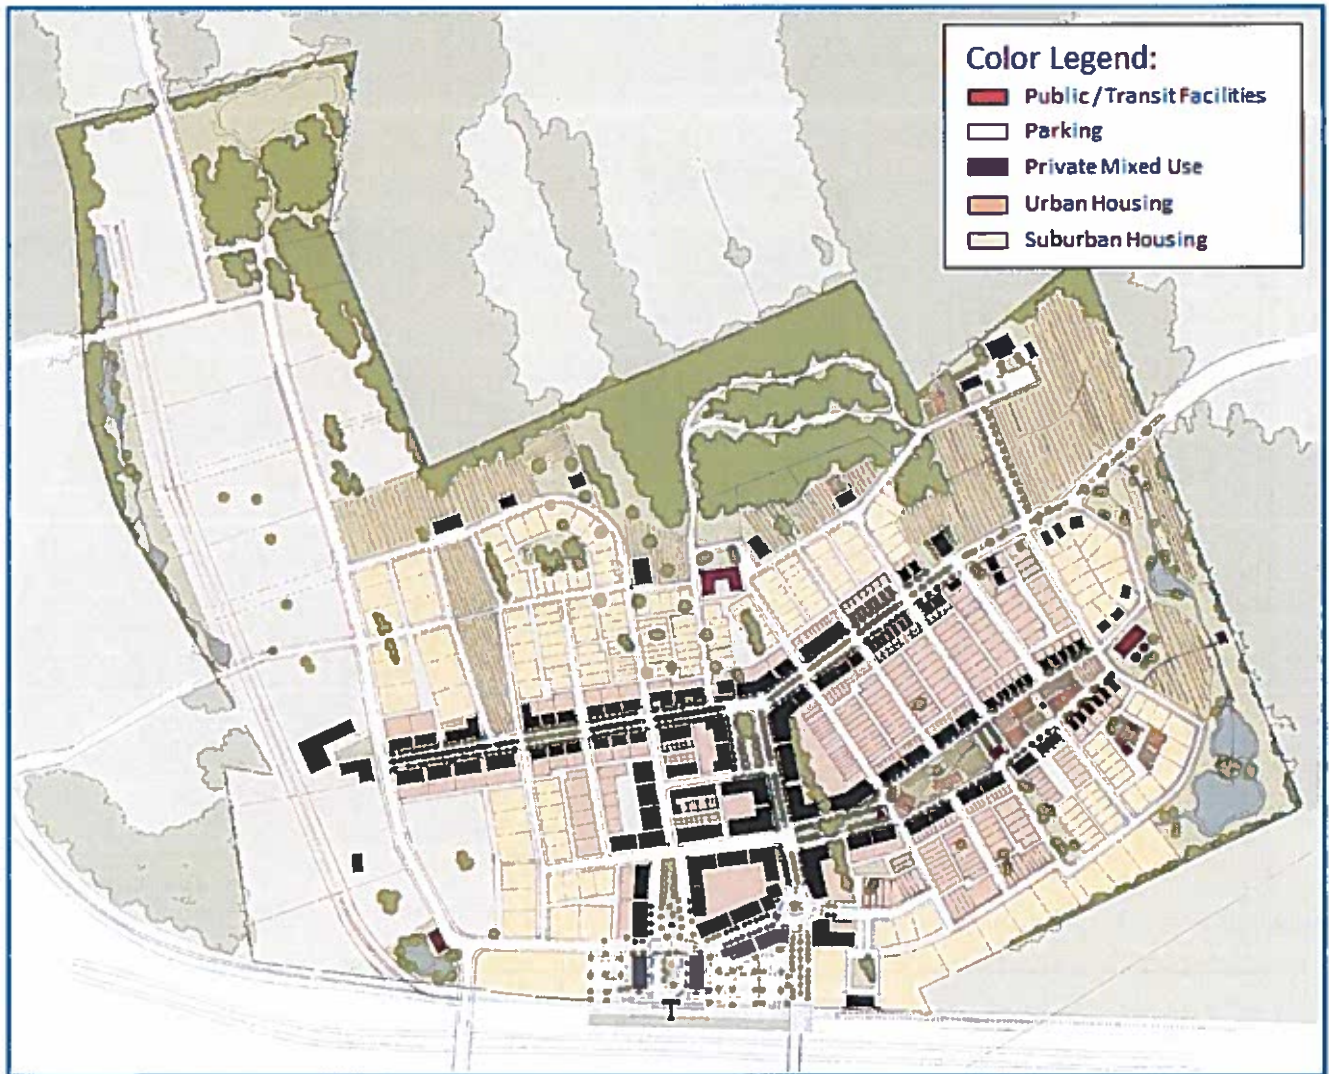 Color Legend:
Public / Transit Facilities
Parking
Private Mixed Use
Urban Housing
Suburban Housing